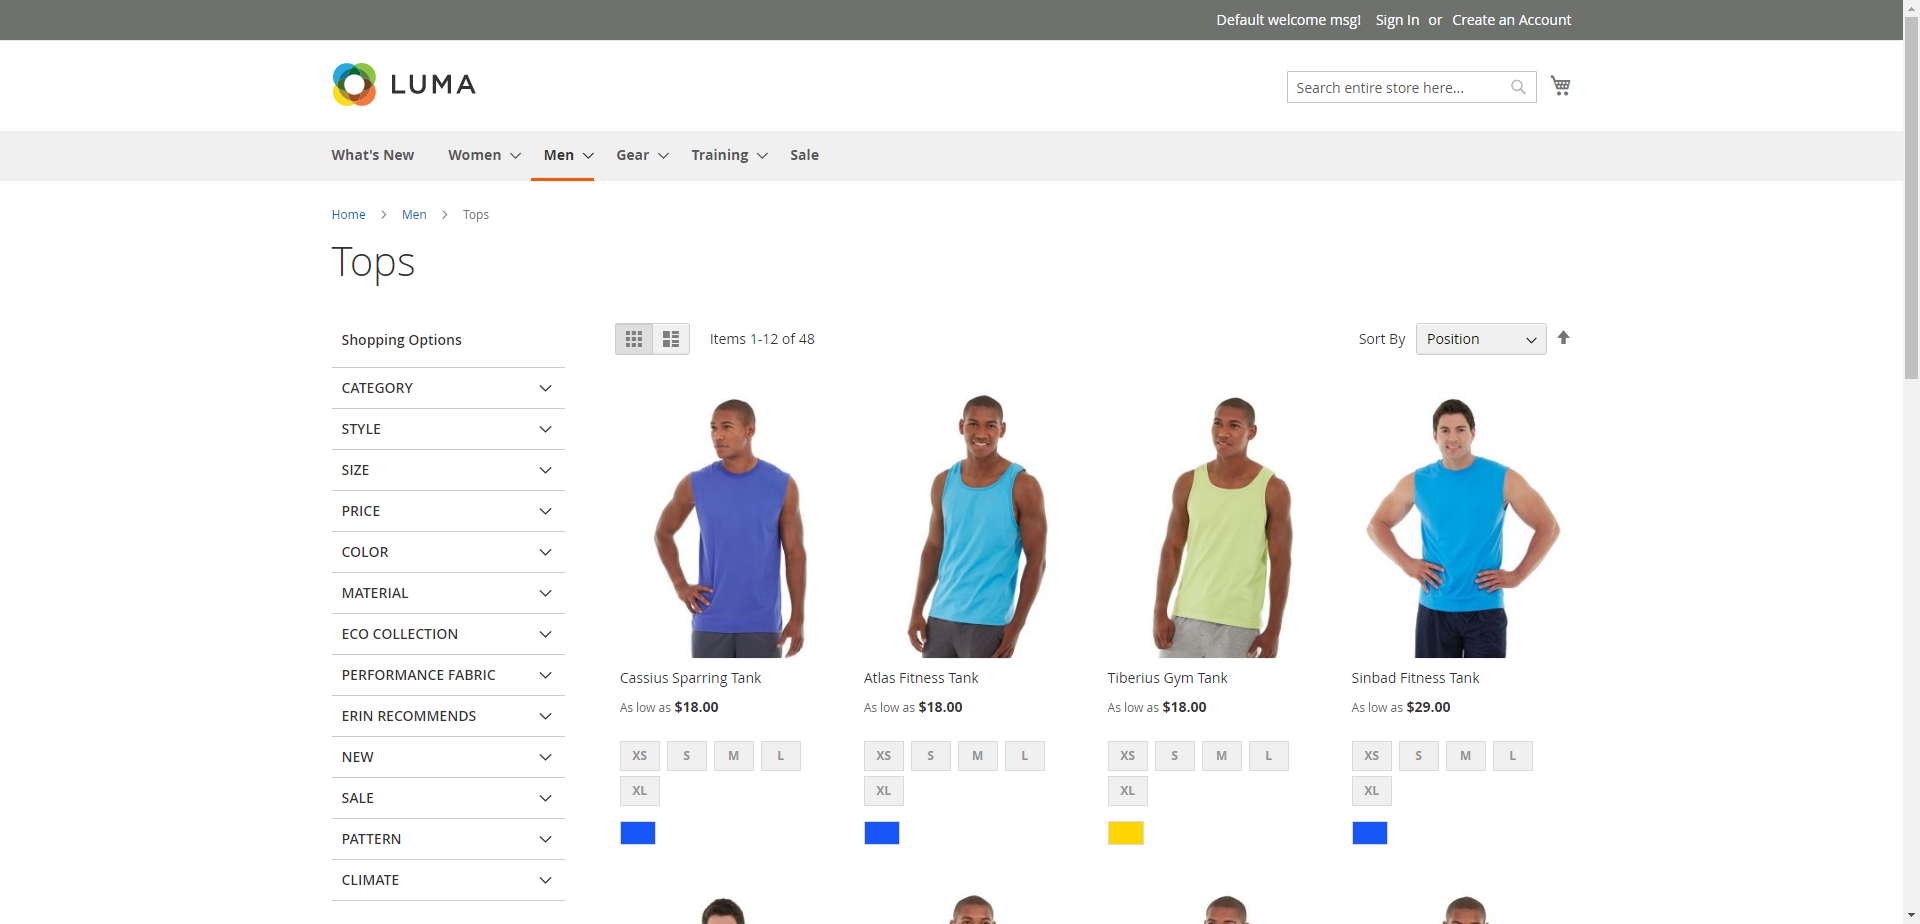 Default welcome msg! Sign In or Create an Account
LUMA
Search entire store here...
What's New Women Men Gear Training Sale
Home Men Tops
Tops
Shopping Options
CATEGORY
STYLE
SIZE
PRICE
COLOR
MATERIAL
ECO COLLECTION
PERFORMANCE FABRIC
ERIN RECOMMENDS
NEW
SALE
PATTERN
CLIMATE
Items 1-12 of 48
Sort By Position
Cassius Sparring Tank
As low as $18.00
XS S M L
XL
Atlas Fitness Tank
As low as $18.00
XS S M L
XL
Tiberius Gym Tank
As low as $18.00
XS S M L
XL
Sinbad Fitness Tank
As low as $29.00
XS S M L
XL